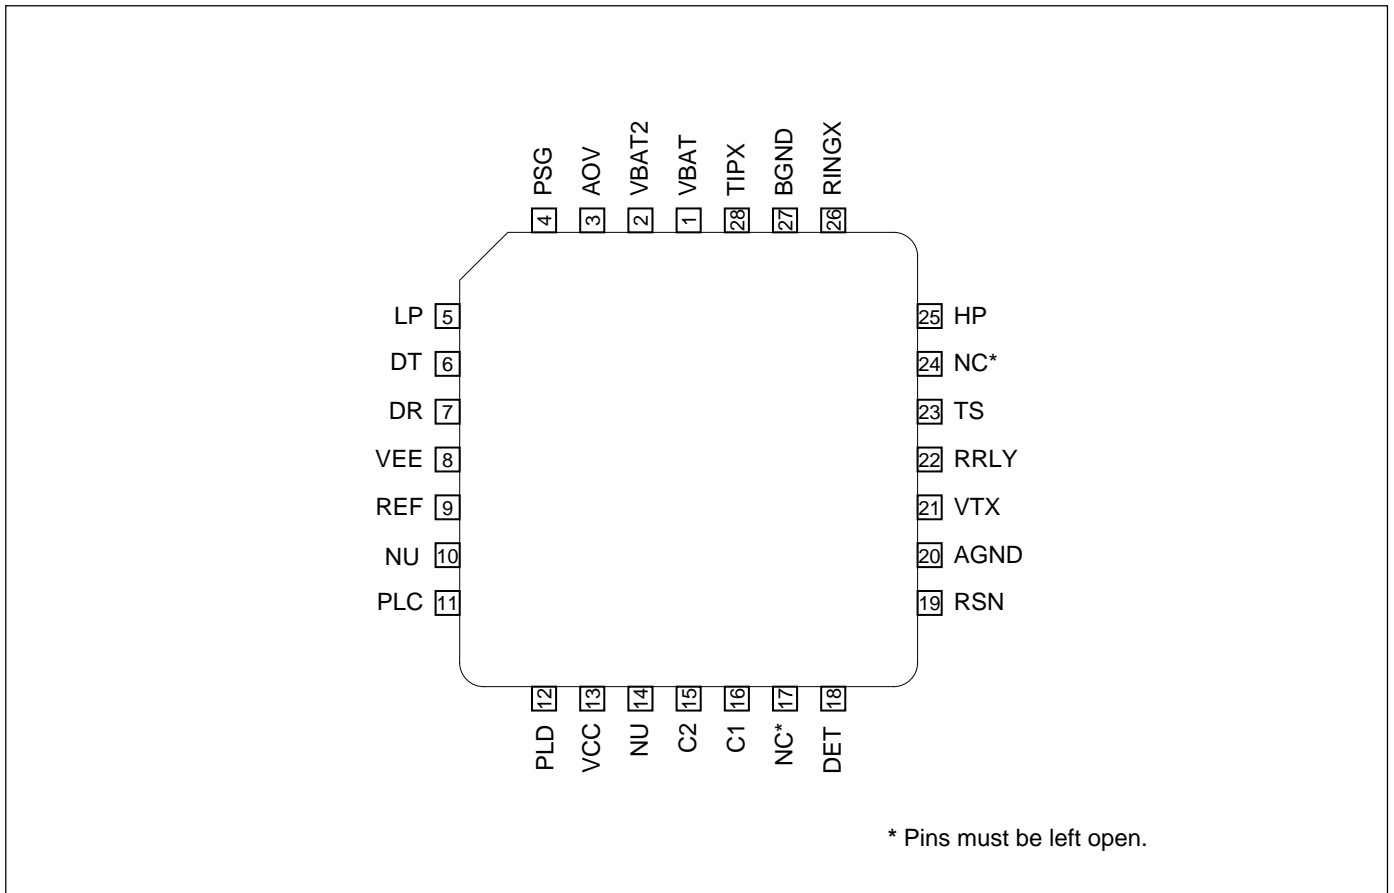 PSG
AOV
VBAT2
VBAT
TIPX
BGND
RINGX
4
3
2
1
28
27
26
LP 5
DT 6
DR 7
VEE 8
REF 9
NU 10
PLC 11
25 HP
24 NC*
23 TS
22 RRLY
21 VTX
20 AGND
19 RSN
12
13
14
15
16
17
18
PLD
VCC
NU
C2
C1
NC*
DET
* Pins must be left open.